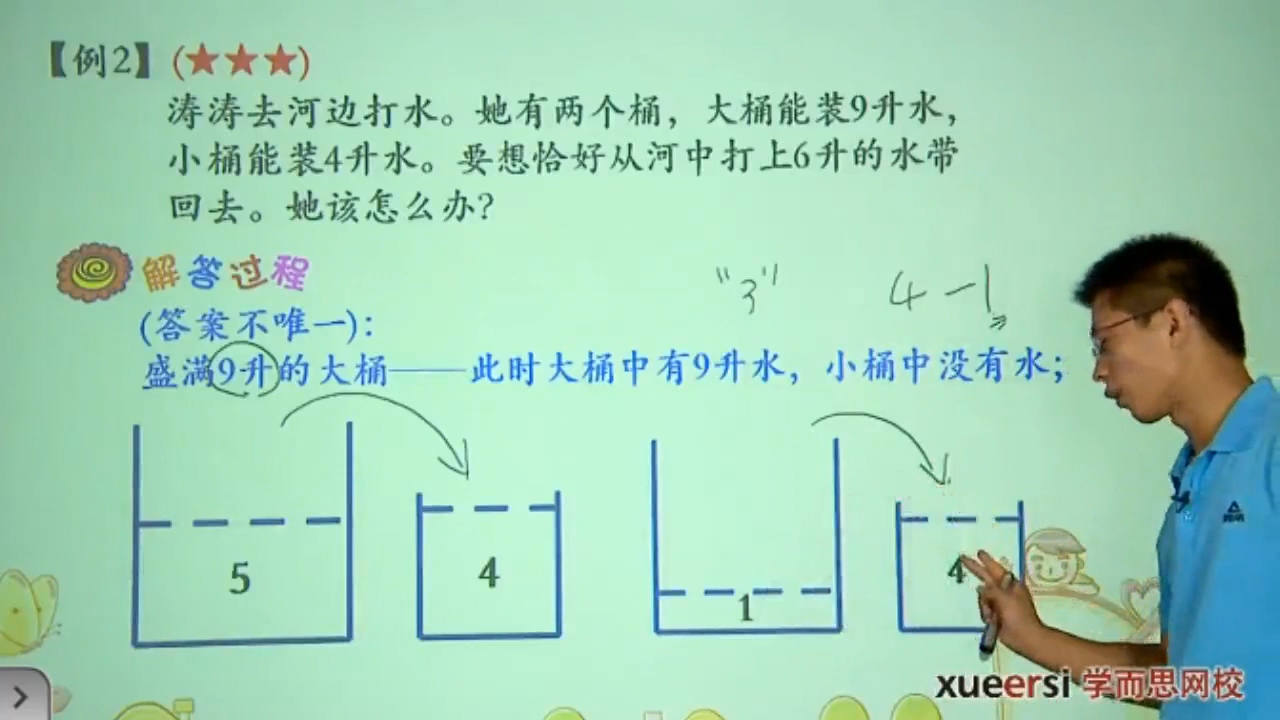 【例2】(★★★)
涛涛去河边打水。她有两个桶，大桶能装9升水，
小桶能装4升水。要想恰好从河中打上6升的水带
回去。她该怎么办？
解答过程
"3" 4-1
(答案不唯一)：
盛满9升的大桶——此时大桶中有9升水，小桶中没有水；
5 4 1 4
xueersi 学而思网校